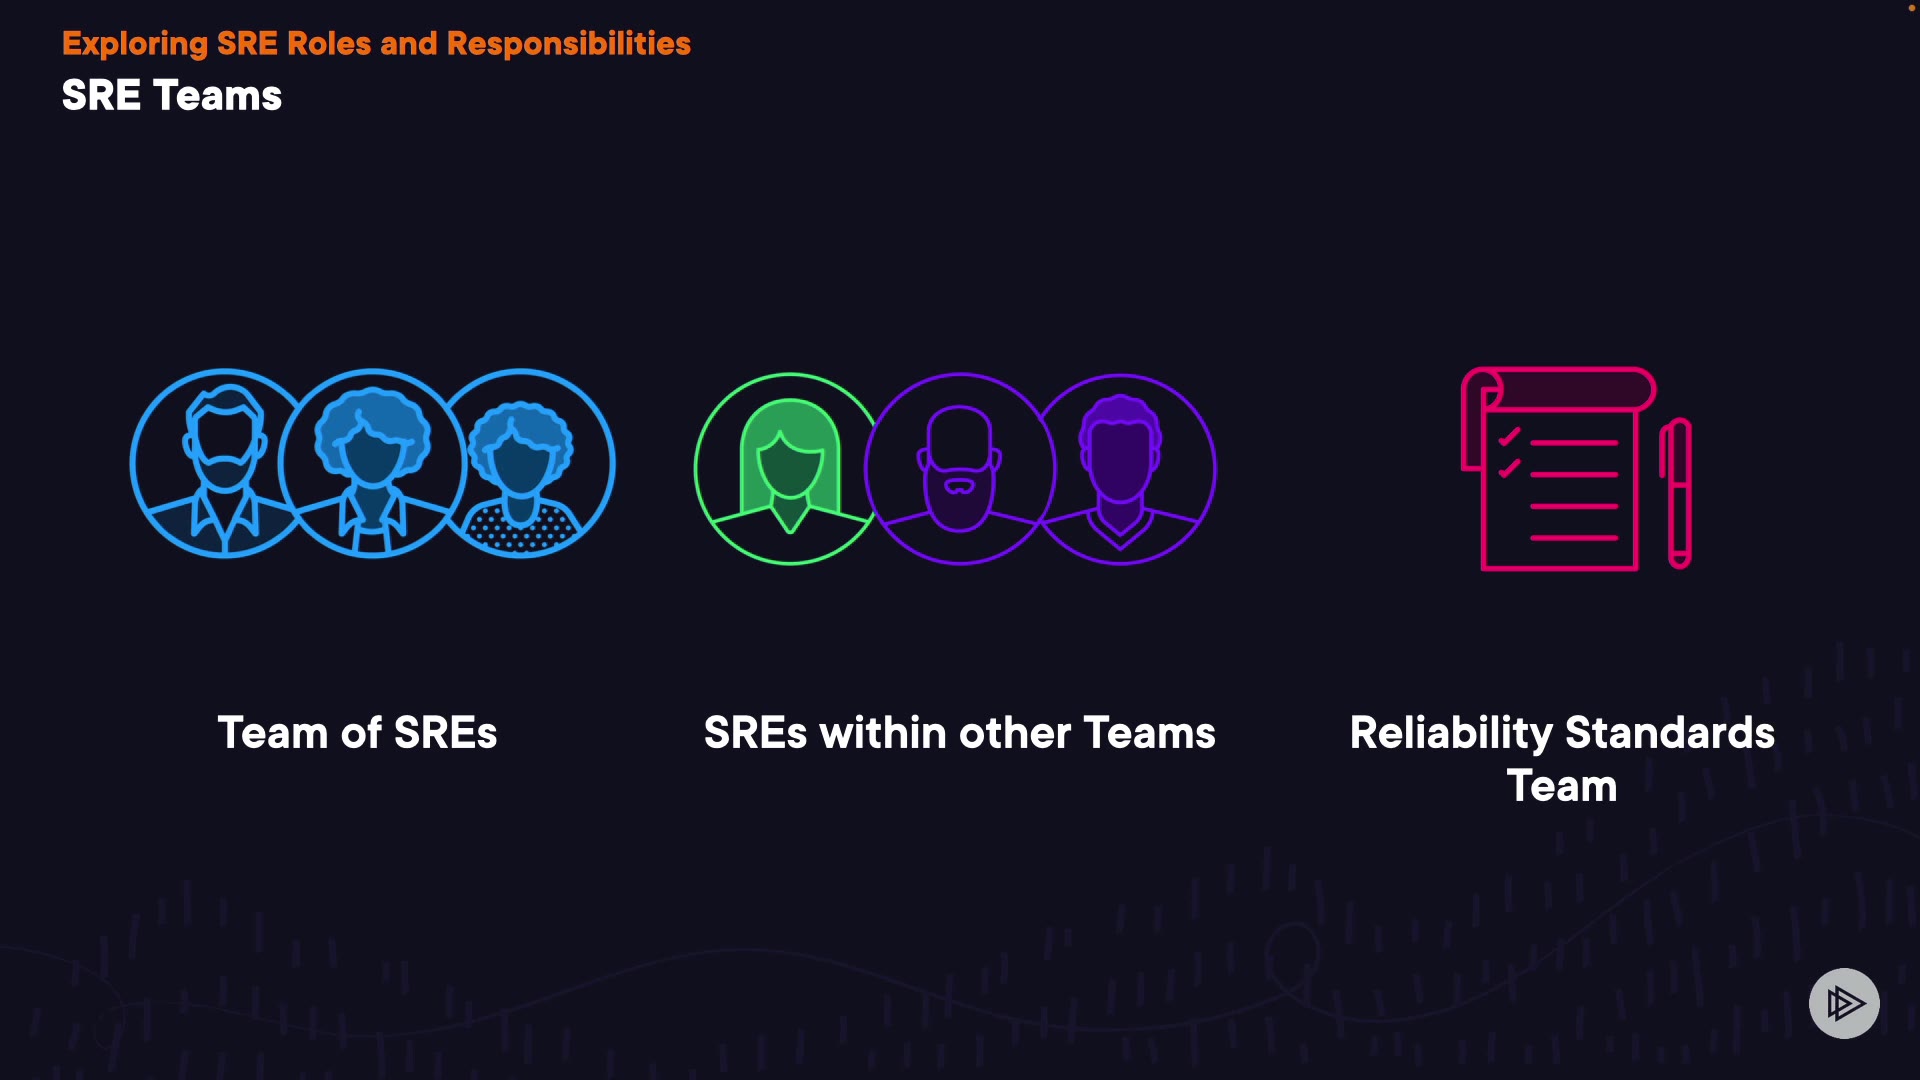 Exploring SRE Roles and Responsibilities
SRE Teams
Team of SREs
SREs within other Teams
Reliability Standards
Team